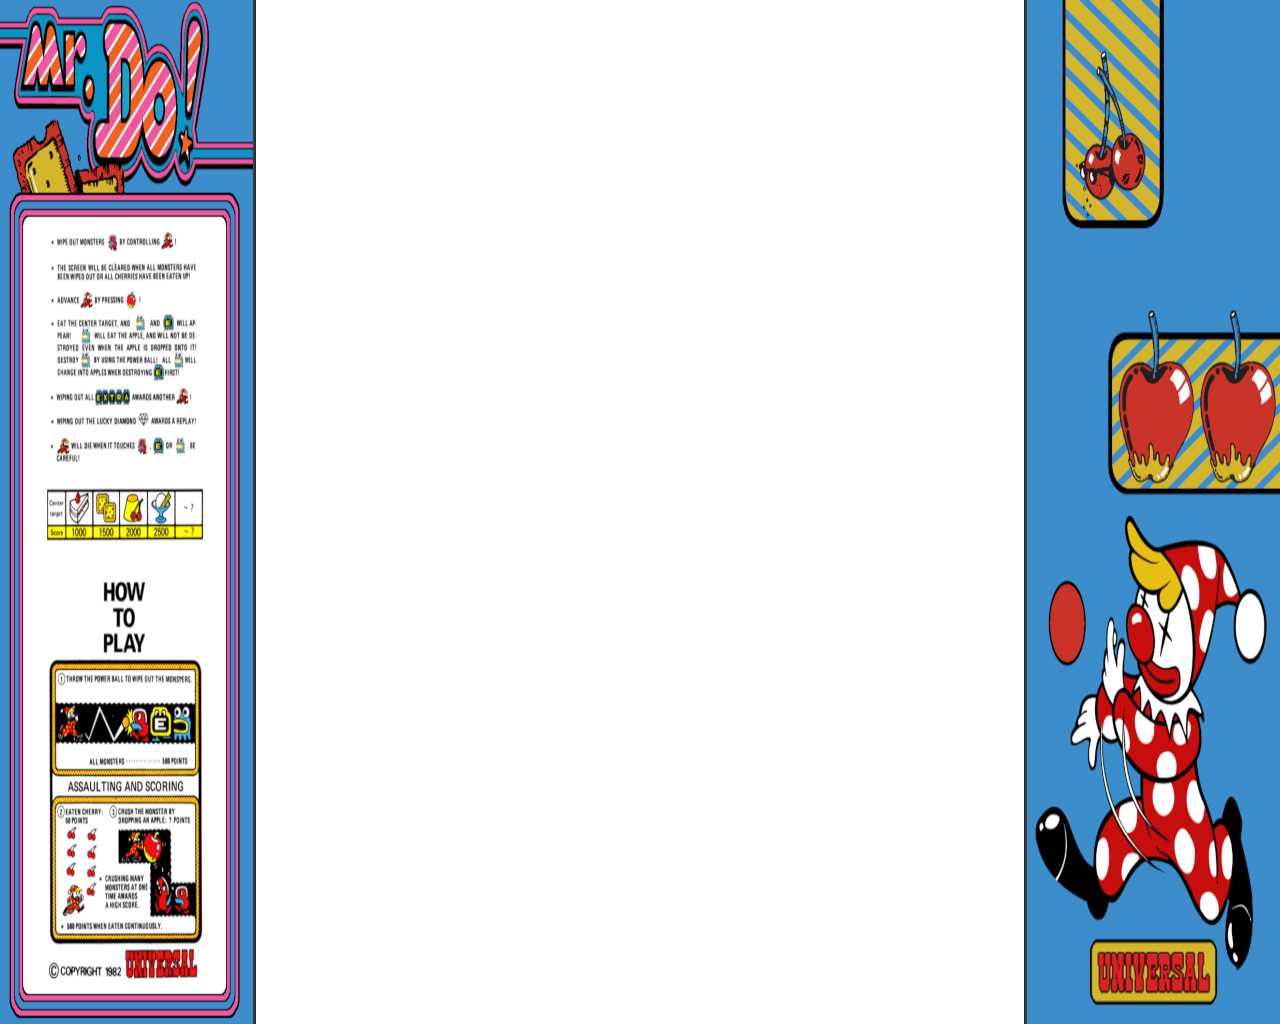 Mr. Do!
• WIPE OUT MONSTERS BY CONTROLLING !
• THE SCREEN WILL BE CLEARED WHEN ALL MONSTERS HAVE
BEEN WIPED OUT OR ALL CHERRIES HAVE BEEN EATEN UP!
• ADVANCE BY PRESSING !
• EAT THE CENTER TARGET, AND AND E WILL AP-
PEAR! WILL EAT THE APPLE, AND WILL NOT BE DE-
STROYED EVEN WHEN THE APPLE IS DROPPED ONTO IT!
DESTROY BY USING THE POWER BALL! ALL WILL
CHANGE INTO APPLES WHEN DESTROYING E FIRST!
• WIPING OUT ALL EXTRA AWARDS ANOTHER !
• WIPING OUT THE LUCKY DIAMOND AWARDS A REPLAY!
• WILL DIE WHEN IT TOUCHES , E OR . BE
CAREFUL!
Center
target
~ ?
Score 1000 1500 2000 2500 ~ ?
HOW
TO
PLAY
① THROW THE POWER BALL TO WIPE OUT THE MONSTERS.
E
ALL MONSTERS ·············· 500 POINTS
ASSAULTING AND SCORING
② EATEN CHERRY:
50 POINTS
③ CRUSH THE MONSTER BY
DROPPING AN APPLE: ? POINTS
• CRUSHING MANY
MONSTERS AT ONE
TIME AWARDS
A HIGH SCORE.
• 500 POINTS WHEN EATEN CONTINUOUSLY.
© COPYRIGHT 1982 UNIVERSAL
UNIVERSAL